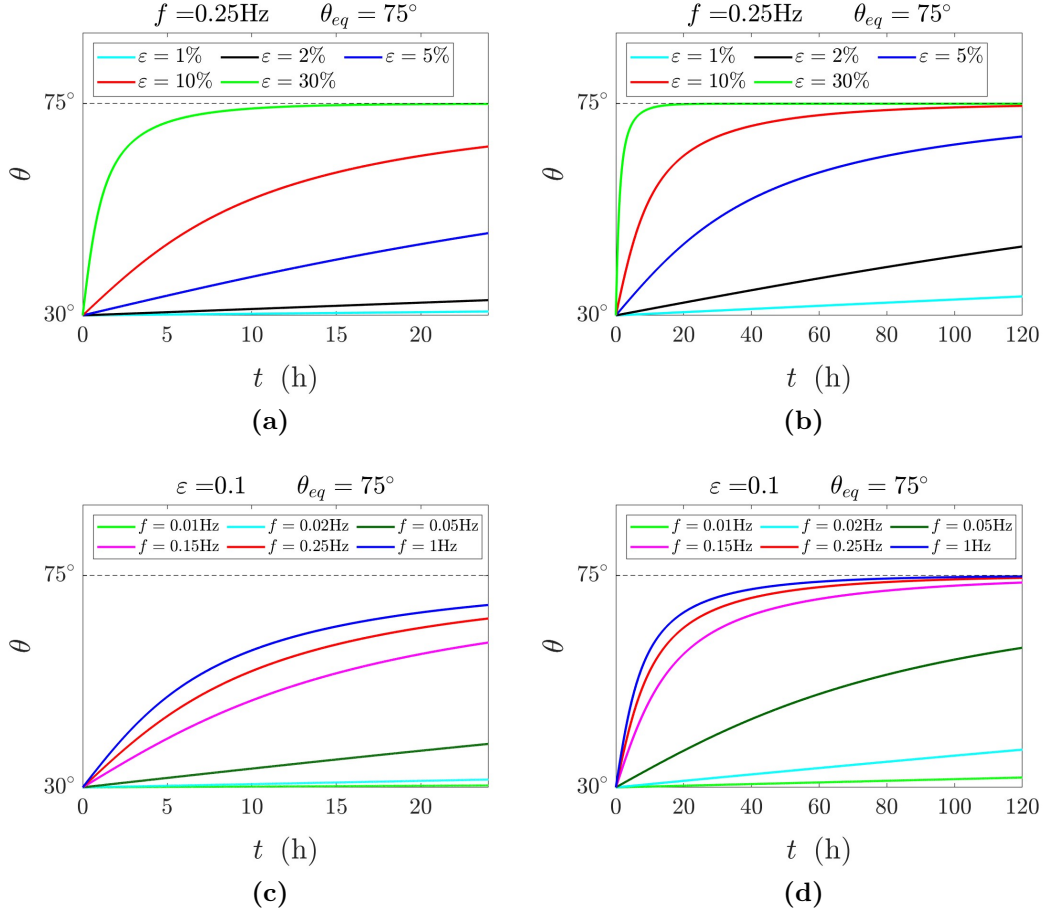 f =0.25Hz θeq = 75°
ε = 1% ε = 2% ε = 5%
ε = 10% ε = 30%
75°
θ
30°
0 5 10 15 20
t (h)
(a)
f =0.25Hz θeq = 75°
ε = 1% ε = 2% ε = 5%
ε = 10% ε = 30%
75°
θ
30°
0 20 40 60 80 100 120
t (h)
(b)
ε =0.1 θeq = 75°
f = 0.01Hz f = 0.02Hz f = 0.05Hz
f = 0.15Hz f = 0.25Hz f = 1Hz
75°
θ
30°
0 5 10 15 20
t (h)
(c)
ε =0.1 θeq = 75°
f = 0.01Hz f = 0.02Hz f = 0.05Hz
f = 0.15Hz f = 0.25Hz f = 1Hz
75°
θ
30°
0 20 40 60 80 100 120
t (h)
(d)